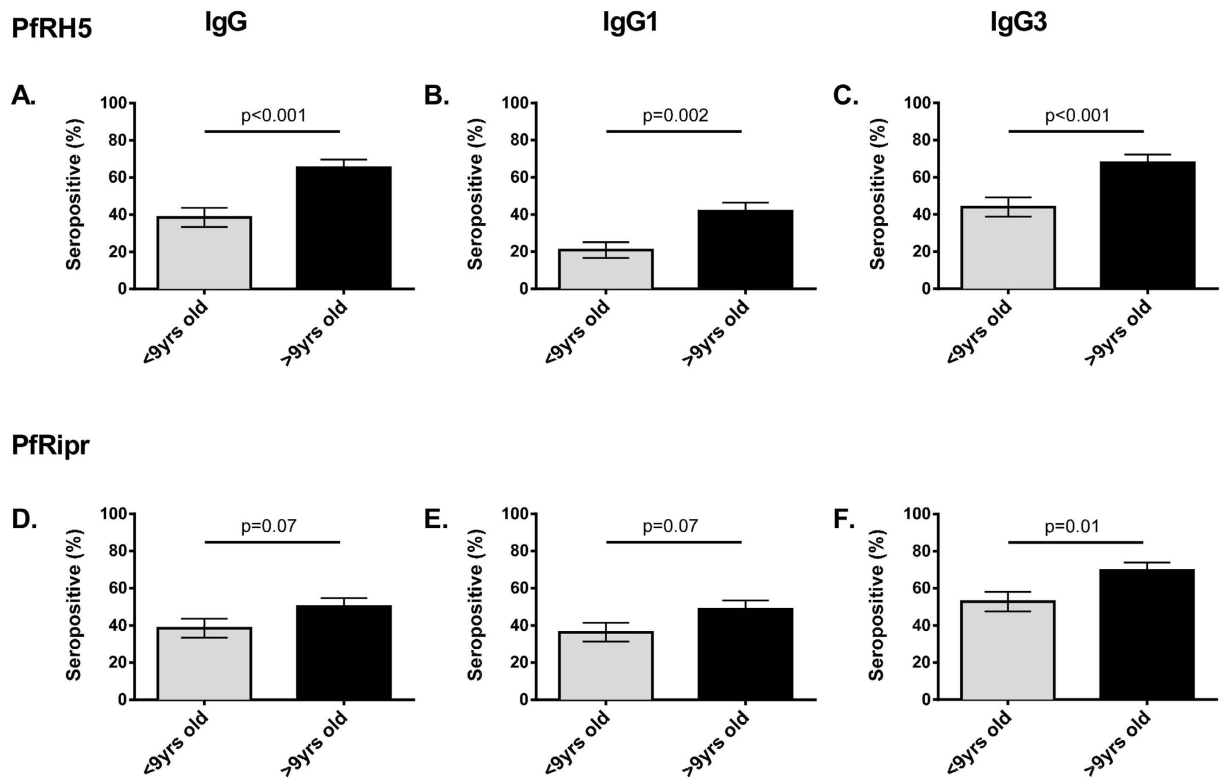 PfRH5 IgG IgG1 IgG3
A. B. C.
p<0.001 p=0.002 p<0.001
Seropositive (%) Seropositive (%) Seropositive (%)
100 100 100
80 80 80
60 60 60
40 40 40
20 20 20
0 0 0
<9yrs old >9yrs old <9yrs old >9yrs old <9yrs old >9yrs old
PfRipr
D. E. F.
p=0.07 p=0.07 p=0.01
Seropositive (%) Seropositive (%) Seropositive (%)
100 100 100
80 80 80
60 60 60
40 40 40
20 20 20
0 0 0
<9yrs old >9yrs old <9yrs old >9yrs old <9yrs old >9yrs old